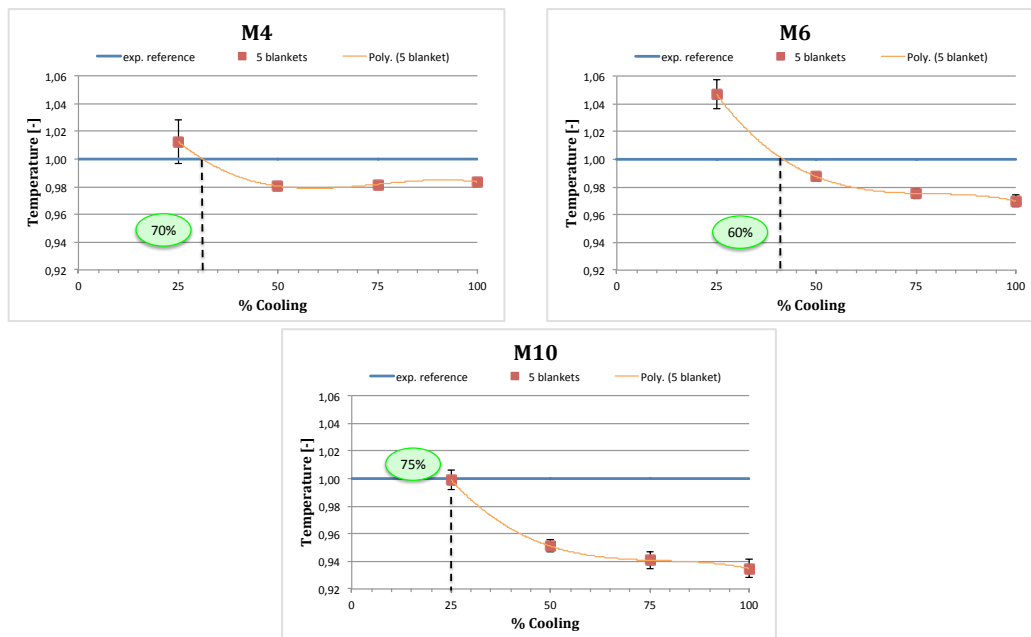 M4
exp. reference 5 blankets Poly. (5 blanket)
1,06
1,04
1,02
1,00
0,98
0,96
0,94
0,92
Temperature [-]
70%
0 25 50 75 100
% Cooling
M6
exp. reference 5 blankets Poly. (5 blanket)
1,06
1,04
1,02
1,00
0,98
0,96
0,94
0,92
Temperature [-]
60%
0 25 50 75 100
% Cooling
M10
exp. reference 5 blankets Poly. (5 blanket)
1,06
1,04
1,02
1,00
0,98
0,96
0,94
0,92
Temperature [-]
75%
0 25 50 75 100
% Cooling